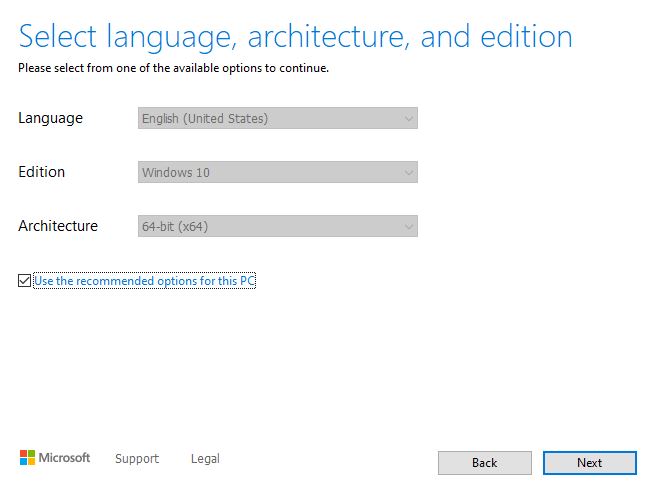 Select language, architecture, and edition
Please select from one of the available options to continue.
Language English (United States)
Edition Windows 10
Architecture 64-bit (x64)
Use the recommended options for this PC
Microsoft Support Legal Back Next